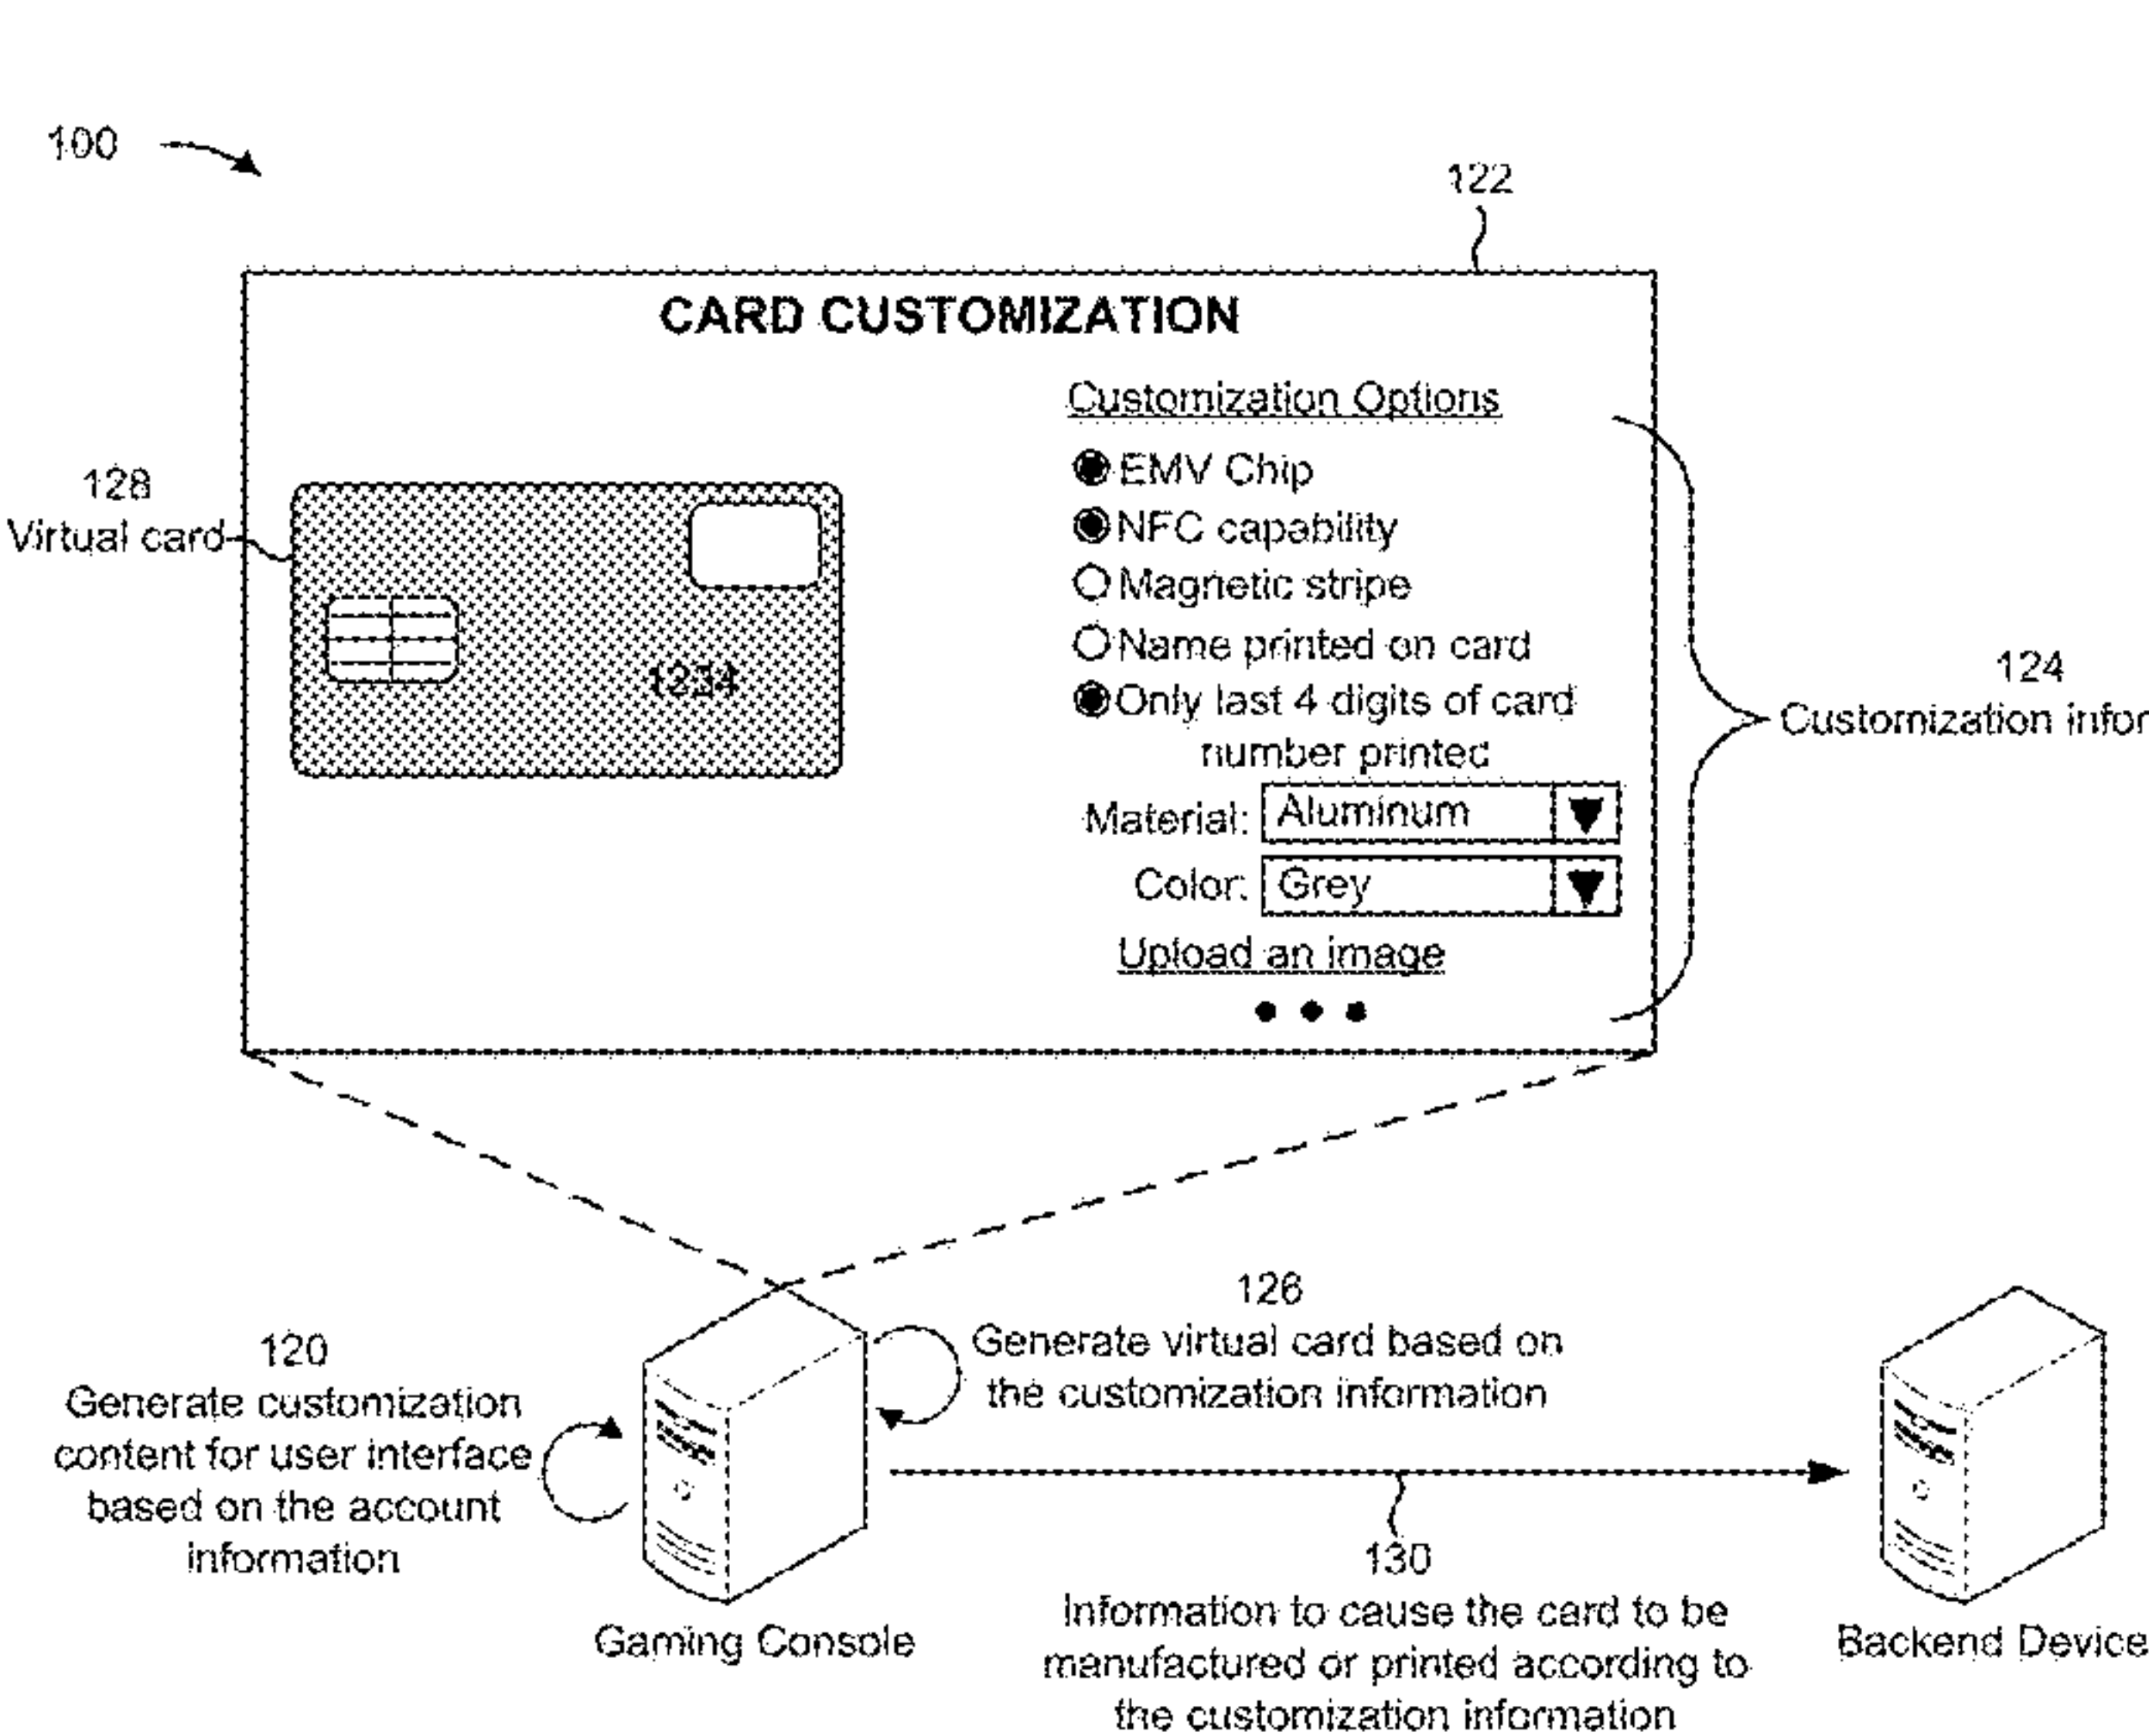 100
122
CARD CUSTOMIZATION
Customization Options
EMV Chip
NFC capability
Magnetic stripe
Name printed on card
Only last 4 digits of card
number printed
Material: Aluminum
Color: Grey
Upload an image
128
Virtual card
1234
124
Customization infor
120
Generate customization
content for user interface
based on the account
information
Gaming Console
126
Generate virtual card based on
the customization information
130
Information to cause the card to be
manufactured or printed according to
the customization information
Backend Device